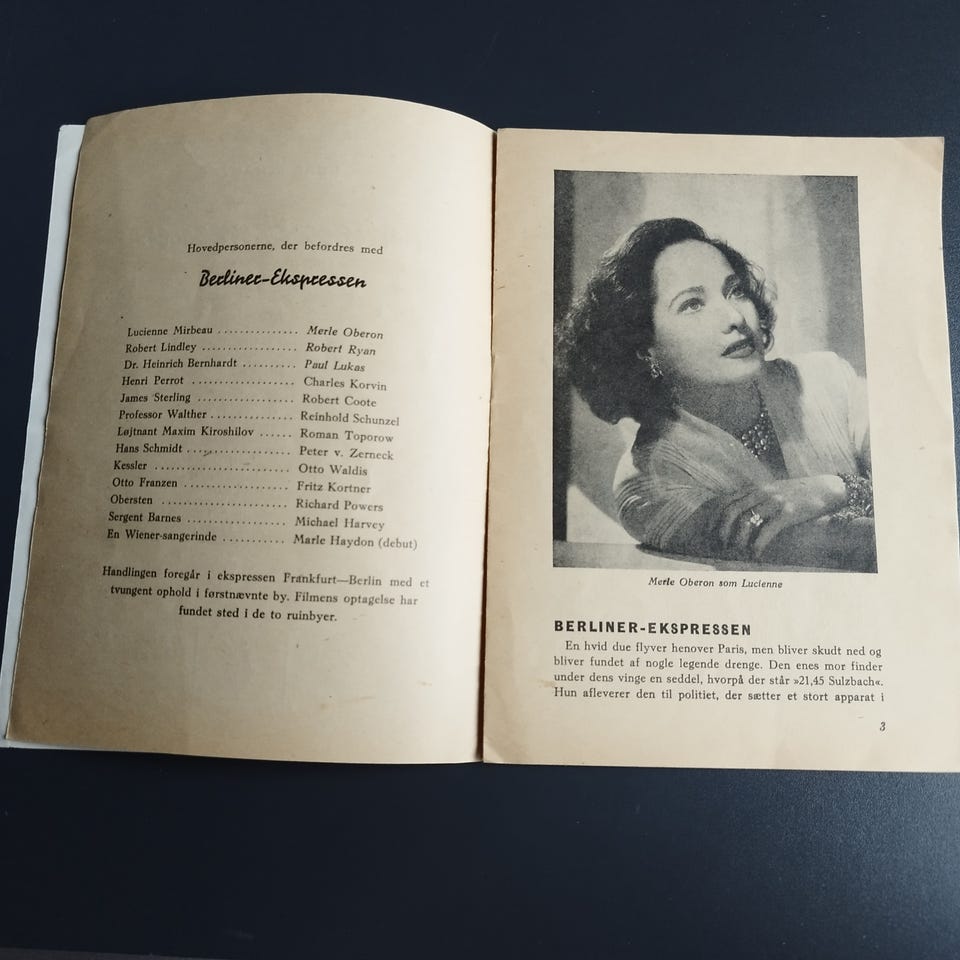 Hovedpersonerne, der befordres med
Berliner-Ekspressen
Lucienne Mirbeau .............. Merle Oberon
Robert Lindley ................. Robert Ryan
Dr. Heinrich Bernhardt .......... Paul Lukas
Henri Perrot .................. Charles Korvin
James Sterling ................. Robert Coote
Professor Walther .............. Reinhold Schunzel
Løjtnant Maxim Kiroshilov ...... Roman Toporow
Hans Schmidt .................. Peter v. Zerneck
Kessler ........................ Otto Waldis
Otto Franzen .................. Fritz Kortner
Obersten ...................... Richard Powers
Sergent Barnes ................. Michael Harvey
En Wiener-sangerinde ........... Marle Haydon (debut)
Handlingen foregår i ekspressen Frankfurt—Berlin med et
tvungent ophold i førstnævnte by. Filmens optagelse har
fundet sted i de to ruinbyer.
Merle Oberon som Lucienne
BERLINER-EKSPRESSEN
En hvid due flyver henover Paris, men bliver skudt ned og
bliver fundet af nogle legende drenge. Den enes mor finder
under dens vinge en seddel, hvorpå der står »21,45 Sulzbach«.
Hun afleverer den til politiet, der sætter et stort apparat i
3